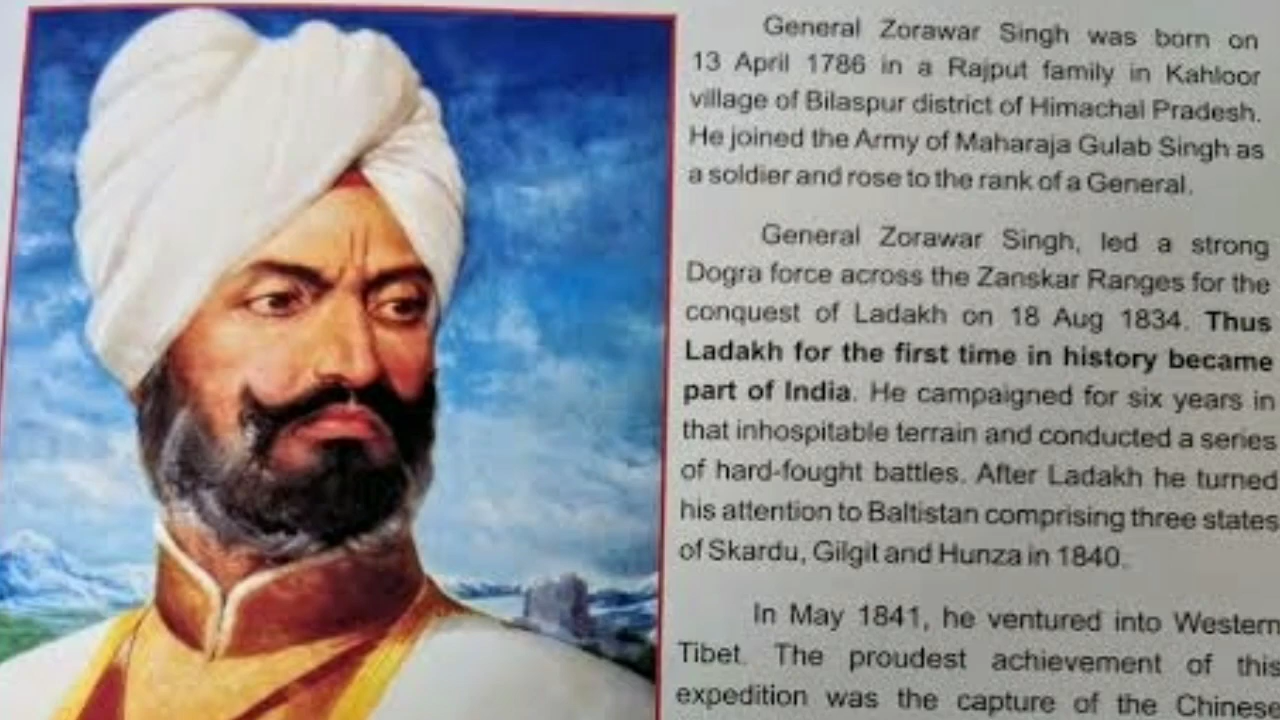 General Zorawar Singh was born on
13 April 1786 in a Rajput family in Kahloor
village of Bilaspur district of Himachal Pradesh.
He joined the Army of Maharaja Gulab Singh as
a soldier and rose to the rank of a General.
General Zorawar Singh, led a strong
Dogra force across the Zanskar Ranges for the
conquest of Ladakh on 18 Aug 1834. Thus
Ladakh for the first time in history became
part of India. He campaigned for six years in
that inhospitable terrain and conducted a series
of hard-fought battles. After Ladakh he turned
his attention to Baltistan comprising three states
of Skardu, Gilgit and Hunza in 1840.
In May 1841, he ventured into Western
Tibet. The proudest achievement of this
expedition was the capture of the Chinese